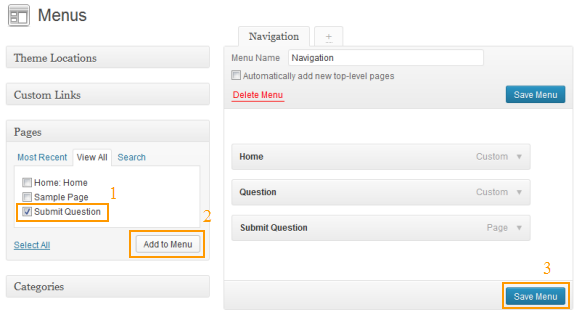 Menus
Theme Locations
Custom Links
Pages
Most Recent View All Search
Home: Home
Sample Page
Submit Question
1
2
Select All
Add to Menu
Categories
Navigation +
Menu Name Navigation
Automatically add new top-level pages
Delete Menu
Save Menu
Home Custom
Question Custom
Submit Question Page
3
Save Menu